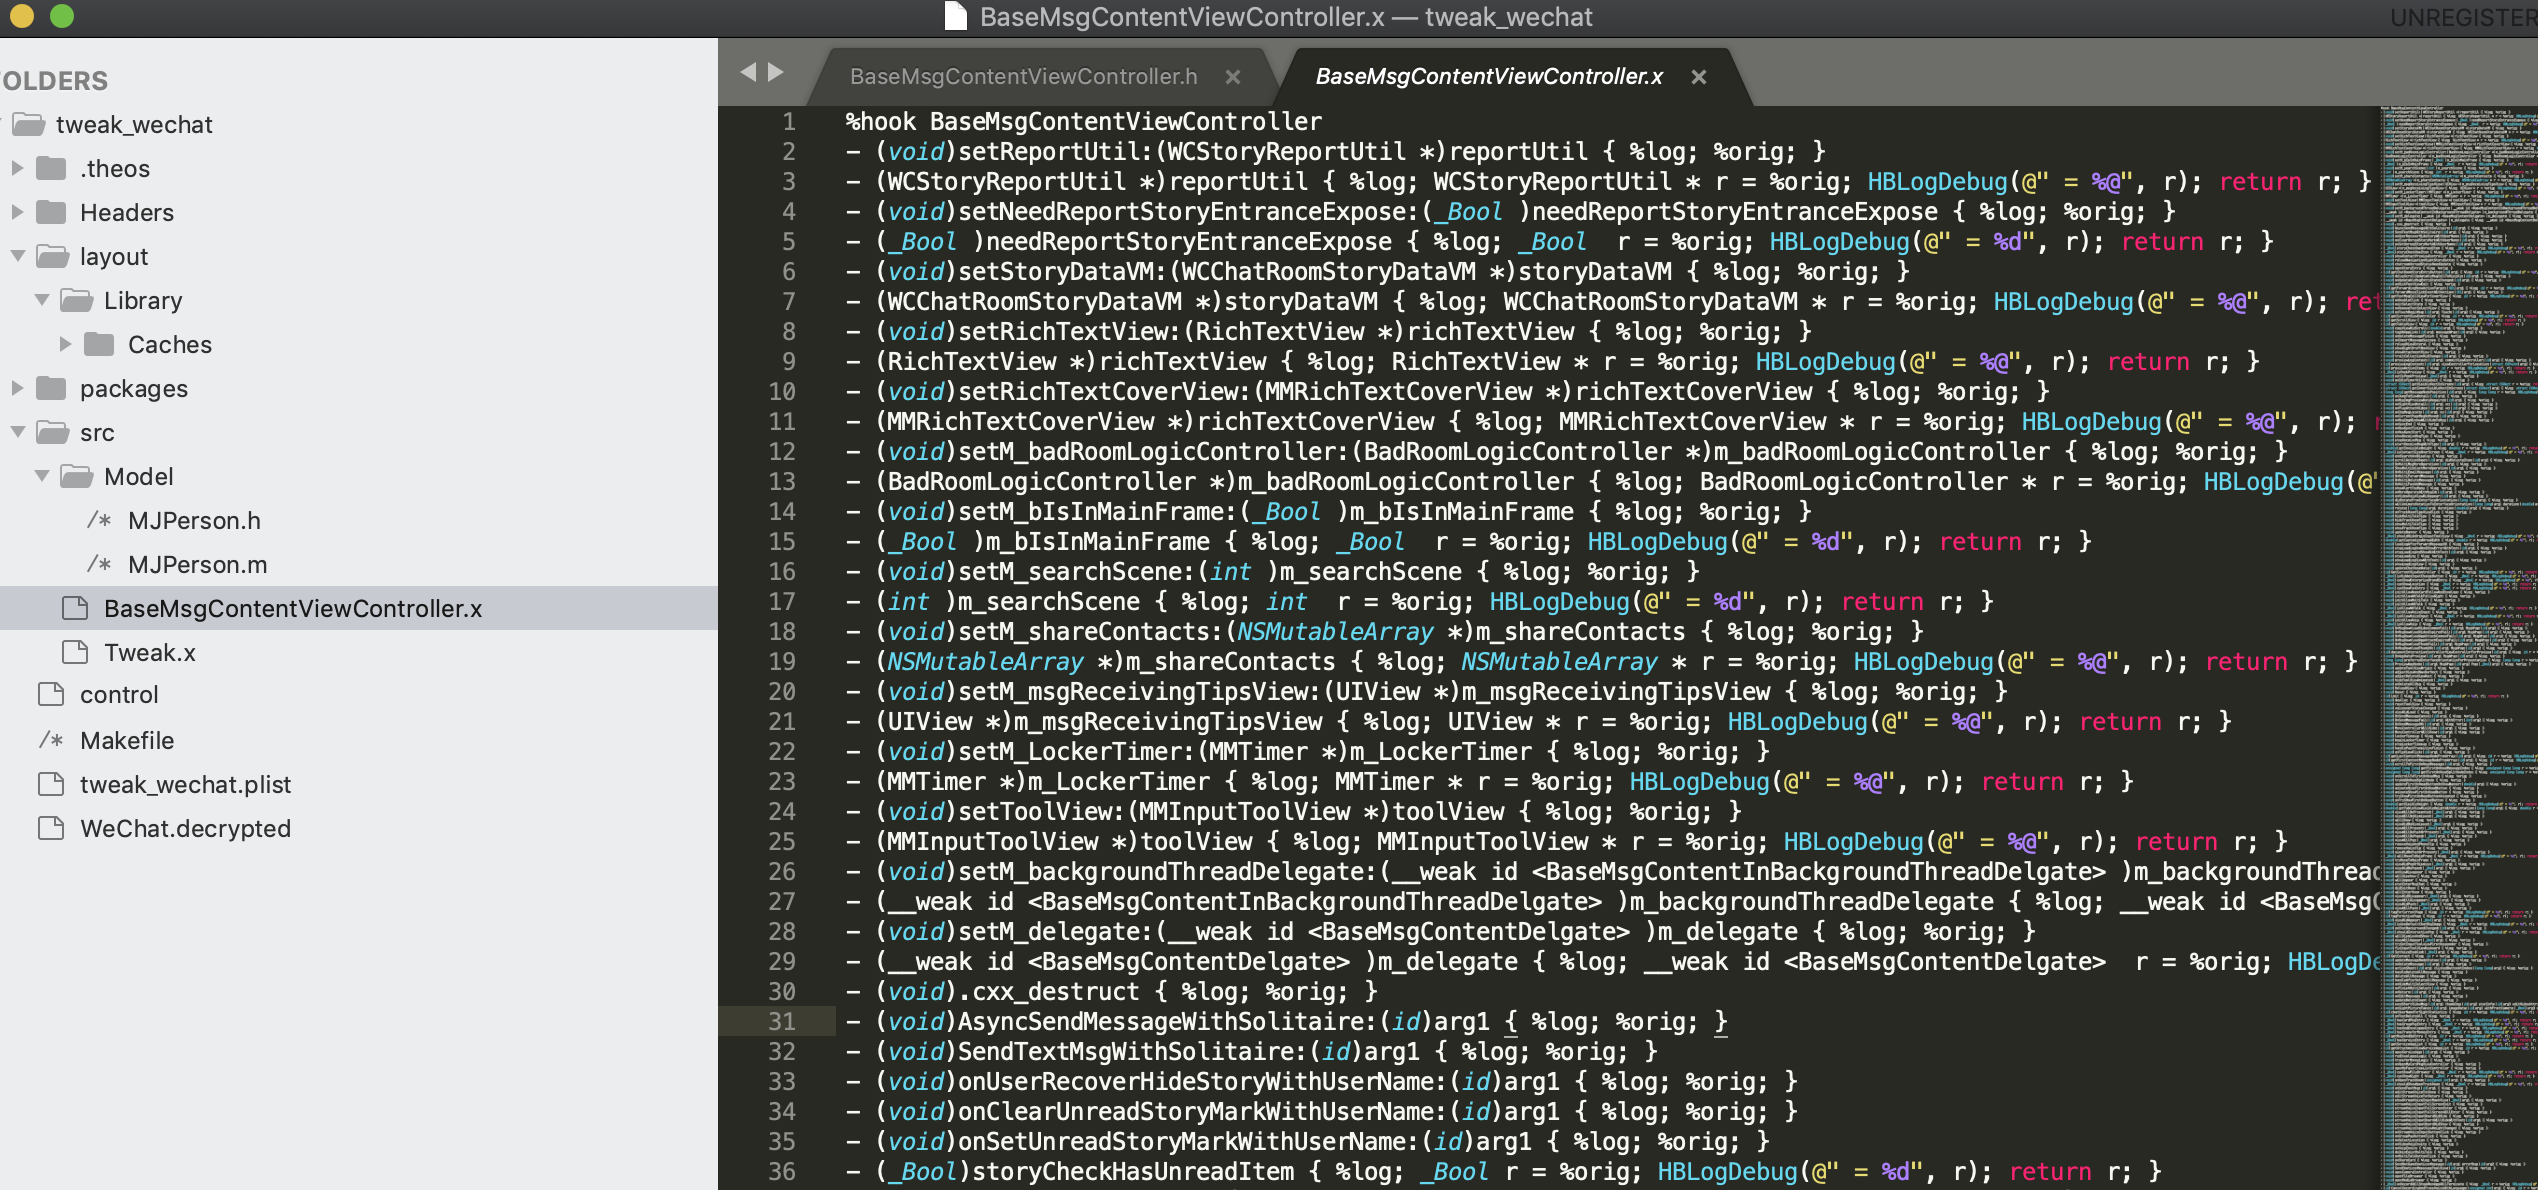 BaseMsgContentViewController.x — tweak_wechat
UNREGISTER
OLDERS
tweak_wechat
.theos
Headers
layout
Library
Caches
packages
src
Model
/* MJPerson.h
/* MJPerson.m
BaseMsgContentViewController.x
Tweak.x
control
/* Makefile
tweak_wechat.plist
WeChat.decrypted
BaseMsgContentViewController.h ×
BaseMsgContentViewController.x ×
1 %hook BaseMsgContentViewController
2 - (void)setReportUtil:(WCStoryReportUtil *)reportUtil { %log; %orig; }
3 - (WCStoryReportUtil *)reportUtil { %log; WCStoryReportUtil * r = %orig; HBLogDebug(@" = %@", r); return r; }
4 - (void)setNeedReportStoryEntranceExpose:(_Bool )needReportStoryEntranceExpose { %log; %orig; }
5 - (_Bool )needReportStoryEntranceExpose { %log; _Bool  r = %orig; HBLogDebug(@" = %d", r); return r; }
6 - (void)setStoryDataVM:(WCChatRoomStoryDataVM *)storyDataVM { %log; %orig; }
7 - (WCChatRoomStoryDataVM *)storyDataVM { %log; WCChatRoomStoryDataVM * r = %orig; HBLogDebug(@" = %@", r); ret
8 - (void)setRichTextView:(RichTextView *)richTextView { %log; %orig; }
9 - (RichTextView *)richTextView { %log; RichTextView * r = %orig; HBLogDebug(@" = %@", r); return r; }
10 - (void)setRichTextCoverView:(MMRichTextCoverView *)richTextCoverView { %log; %orig; }
11 - (MMRichTextCoverView *)richTextCoverView { %log; MMRichTextCoverView * r = %orig; HBLogDebug(@" = %@", r);
12 - (void)setM_badRoomLogicController:(BadRoomLogicController *)m_badRoomLogicController { %log; %orig; }
13 - (BadRoomLogicController *)m_badRoomLogicController { %log; BadRoomLogicController * r = %orig; HBLogDebug(@"
14 - (void)setM_bIsInMainFrame:(_Bool )m_bIsInMainFrame { %log; %orig; }
15 - (_Bool )m_bIsInMainFrame { %log; _Bool  r = %orig; HBLogDebug(@" = %d", r); return r; }
16 - (void)setM_searchScene:(int )m_searchScene { %log; %orig; }
17 - (int )m_searchScene { %log; int  r = %orig; HBLogDebug(@" = %d", r); return r; }
18 - (void)setM_shareContacts:(NSMutableArray *)m_shareContacts { %log; %orig; }
19 - (NSMutableArray *)m_shareContacts { %log; NSMutableArray * r = %orig; HBLogDebug(@" = %@", r); return r; }
20 - (void)setM_msgReceivingTipsView:(UIView *)m_msgReceivingTipsView { %log; %orig; }
21 - (UIView *)m_msgReceivingTipsView { %log; UIView * r = %orig; HBLogDebug(@" = %@", r); return r; }
22 - (void)setM_LockerTimer:(MMTimer *)m_LockerTimer { %log; %orig; }
23 - (MMTimer *)m_LockerTimer { %log; MMTimer * r = %orig; HBLogDebug(@" = %@", r); return r; }
24 - (void)setToolView:(MMInputToolView *)toolView { %log; %orig; }
25 - (MMInputToolView *)toolView { %log; MMInputToolView * r = %orig; HBLogDebug(@" = %@", r); return r; }
26 - (void)setM_backgroundThreadDelegate:(__weak id <BaseMsgContentInBackgroundThreadDelgate> )m_backgroundThread
27 - (__weak id <BaseMsgContentInBackgroundThreadDelgate> )m_backgroundThreadDelegate { %log; __weak id <BaseMsgC
28 - (void)setM_delegate:(__weak id <BaseMsgContentDelgate> )m_delegate { %log; %orig; }
29 - (__weak id <BaseMsgContentDelgate> )m_delegate { %log; __weak id <BaseMsgContentDelgate>  r = %orig; HBLogDe
30 - (void).cxx_destruct { %log; %orig; }
31 - (void)AsyncSendMessageWithSolitaire:(id)arg1 { %log; %orig; }
32 - (void)SendTextMsgWithSolitaire:(id)arg1 { %log; %orig; }
33 - (void)onUserRecoverHideStoryWithUserName:(id)arg1 { %log; %orig; }
34 - (void)onClearUnreadStoryMarkWithUserName:(id)arg1 { %log; %orig; }
35 - (void)onSetUnreadStoryMarkWithUserName:(id)arg1 { %log; %orig; }
36 - (_Bool)storyCheckHasUnreadItem { %log; _Bool r = %orig; HBLogDebug(@" = %d", r); return r; }